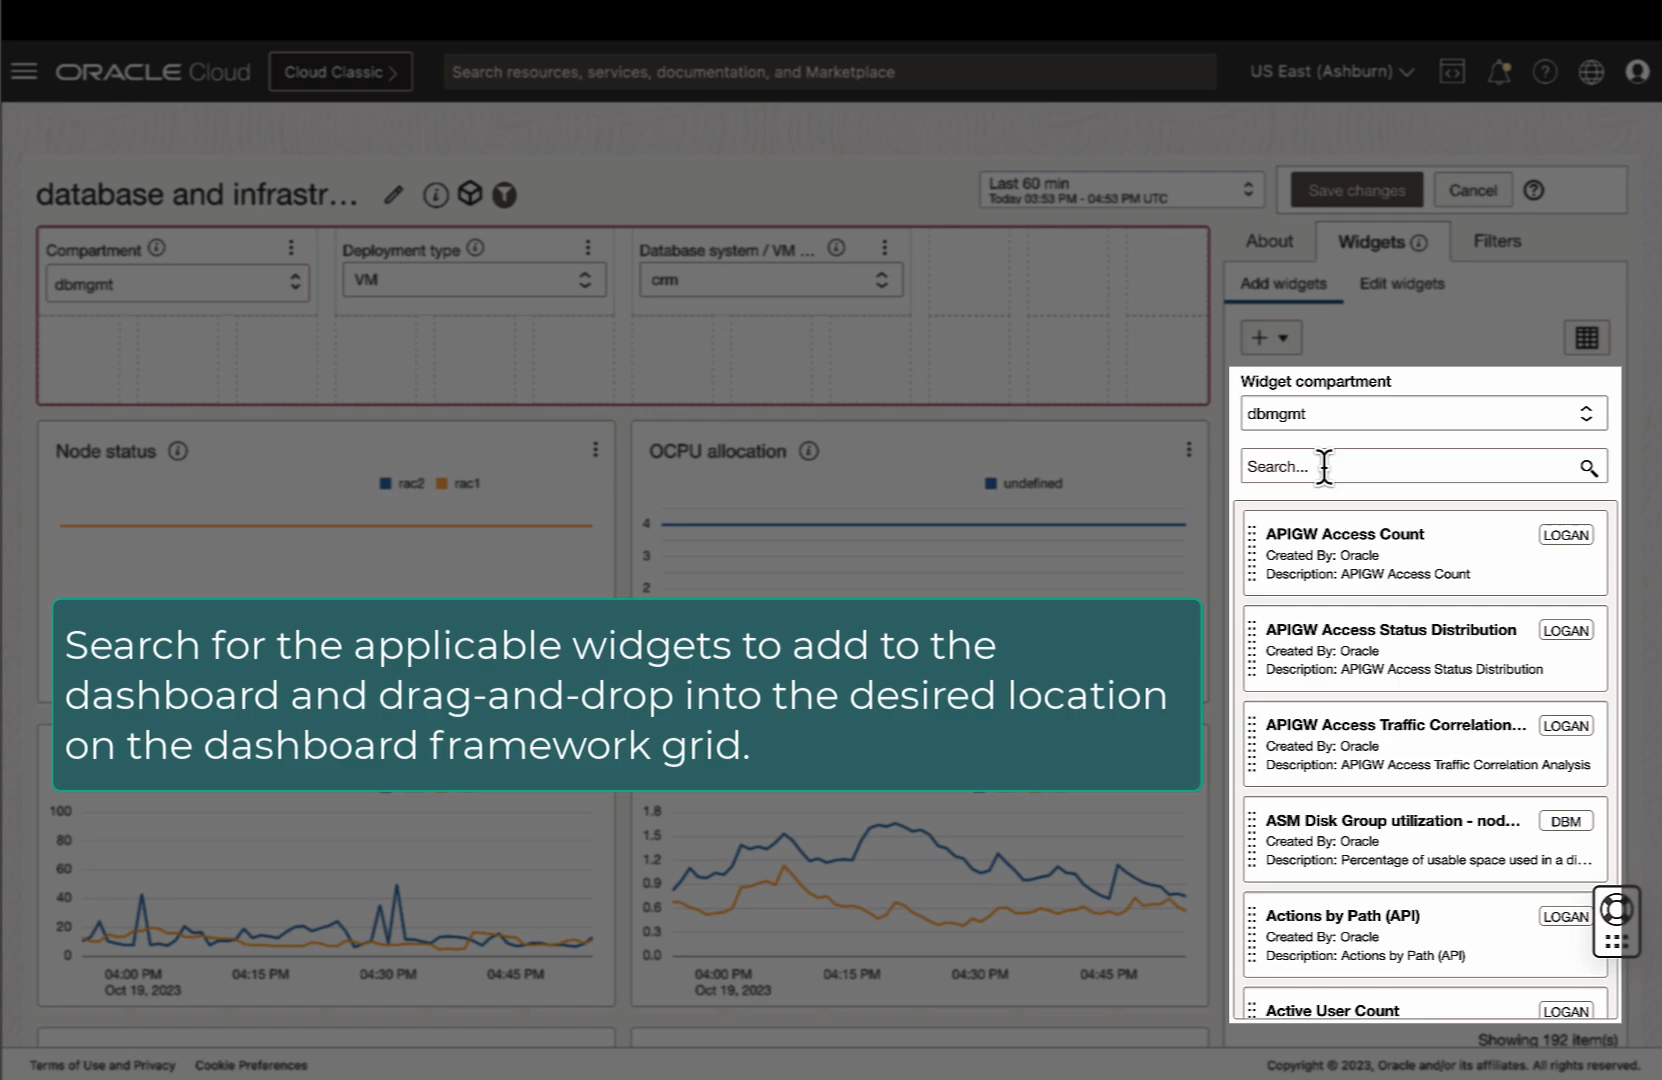 ORACLE Cloud
Cloud Classic
Search resources, services, documentation, and Marketplace
US East (Ashburn)
database and infrastr...
T
Last 60 min
Today 03:53 PM - 04:53 PM UTC
Save changes
Cancel
Compartment
dbmgmt
Deployment type
VM
Database system / VM ...
crm
About
Widgets
Filters
Add widgets
Edit widgets
Widget compartment
dbmgmt
Search...
Node status
rac2
rac1
OCPU allocation
undefined
4
3
2
Search for the applicable widgets to add to the
dashboard and drag-and-drop into the desired location
on the dashboard framework grid.
100
80
60
40
20
0
04:00 PM
Oct 19, 2023
04:15 PM
04:30 PM
04:45 PM
1.8
1.5
1.2
0.9
0.6
0.3
0.0
04:00 PM
Oct 19, 2023
04:15 PM
04:30 PM
04:45 PM
APIGW Access Count
LOGAN
Created By: Oracle
Description: APIGW Access Count
APIGW Access Status Distribution
LOGAN
Created By: Oracle
Description: APIGW Access Status Distribution
APIGW Access Traffic Correlation...
LOGAN
Created By: Oracle
Description: APIGW Access Traffic Correlation Analysis
ASM Disk Group utilization - nod...
DBM
Created By: Oracle
Description: Percentage of usable space used in a di...
Actions by Path (API)
LOGAN
Created By: Oracle
Description: Actions by Path (API)
Active User Count
LOGAN
Showing 192 item(s)
Terms of Use and Privacy
Cookie Preferences
Copyright © 2023, Oracle and/or its affiliates. All rights reserved.